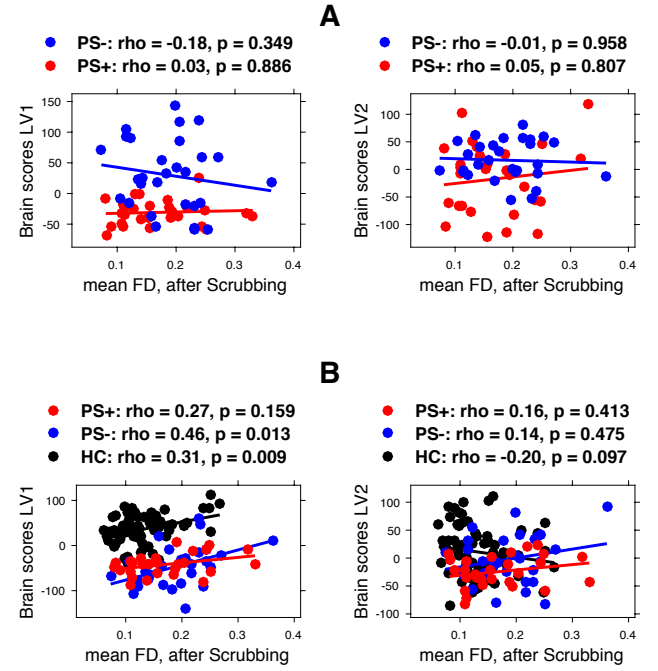 A
PS-: rho = -0.18, p = 0.349
PS+: rho = 0.03, p = 0.886
PS-: rho = -0.01, p = 0.958
PS+: rho = 0.05, p = 0.807
Brain scores LV1
150
100
50
0
-50
0.1 0.2 0.3 0.4
mean FD, after Scrubbing
Brain scores LV2
100
50
0
-50
-100
0.1 0.2 0.3 0.4
mean FD, after Scrubbing
B
PS+: rho = 0.27, p = 0.159
PS-: rho = 0.46, p = 0.013
HC: rho = 0.31, p = 0.009
PS+: rho = 0.16, p = 0.413
PS-: rho = 0.14, p = 0.475
HC: rho = -0.20, p = 0.097
Brain scores LV1
100
0
-100
0.1 0.2 0.3 0.4
mean FD, after Scrubbing
Brain scores LV2
100
50
0
-50
-100
0.1 0.2 0.3 0.4
mean FD, after Scrubbing